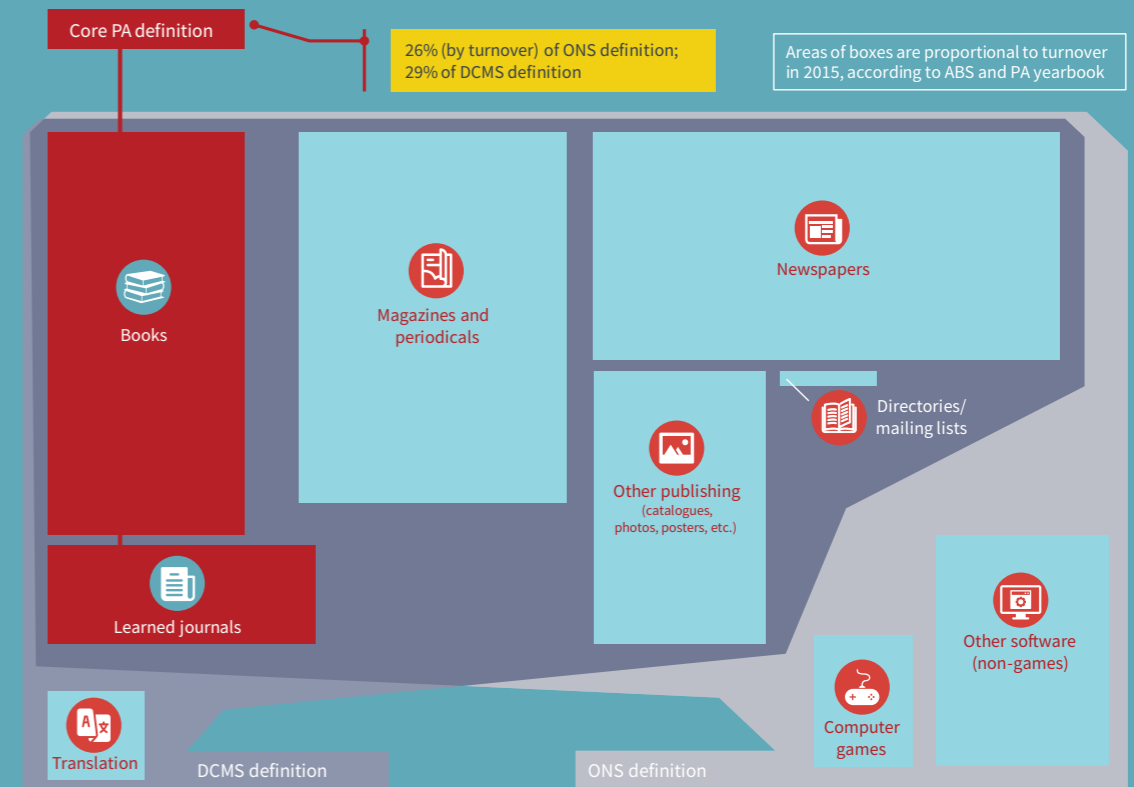 Core PA definition
26% (by turnover) of ONS definition;
29% of DCMS definition
Areas of boxes are proportional to turnover
in 2015, according to ABS and PA yearbook
Books
Magazines and
periodicals
Newspapers
Directories/
mailing lists
Other publishing
(catalogues,
photos, posters, etc.)
Learned journals
Other software
(non-games)
Computer
games
A 文
Translation
DCMS definition
ONS definition